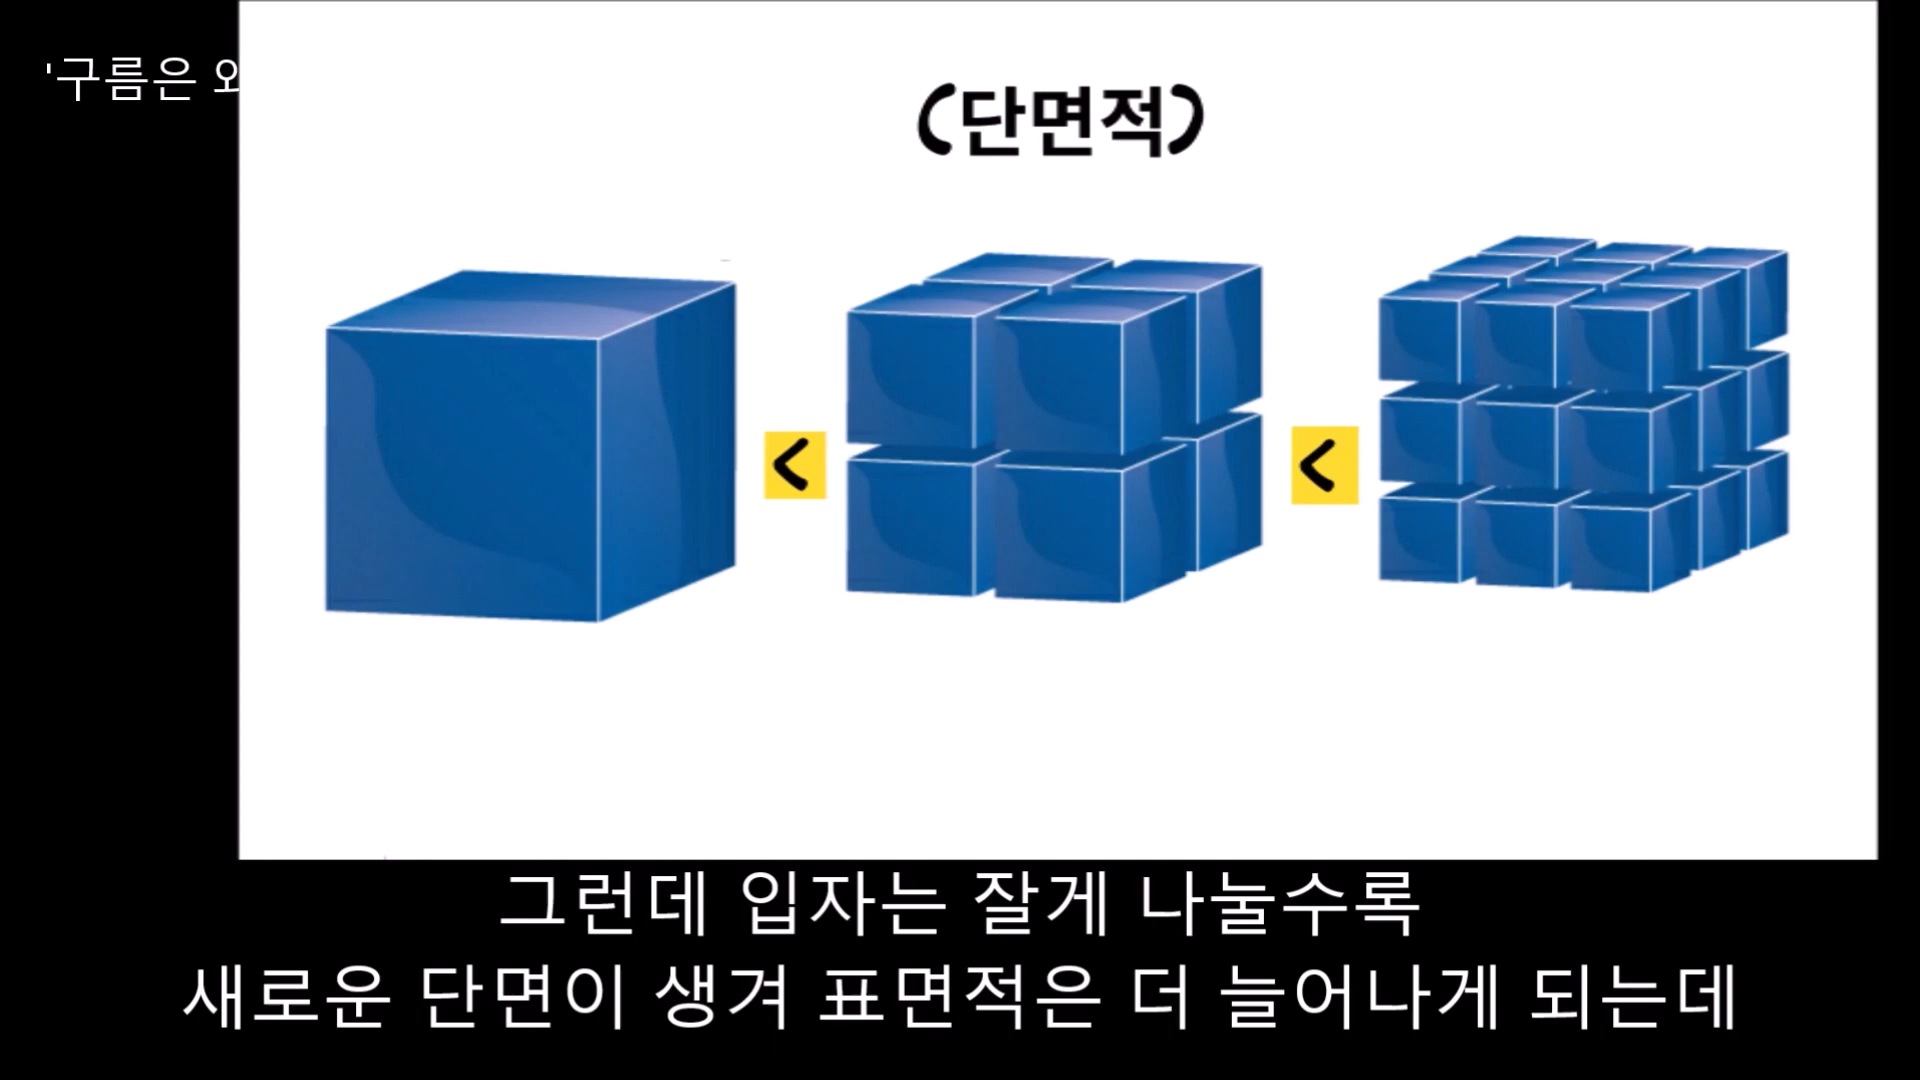 '구름은
(단면적)
< <
그런데 입자는 잘게 나눌수록
새로운 단면이 생겨 표면적은 더 늘어나게 되는데